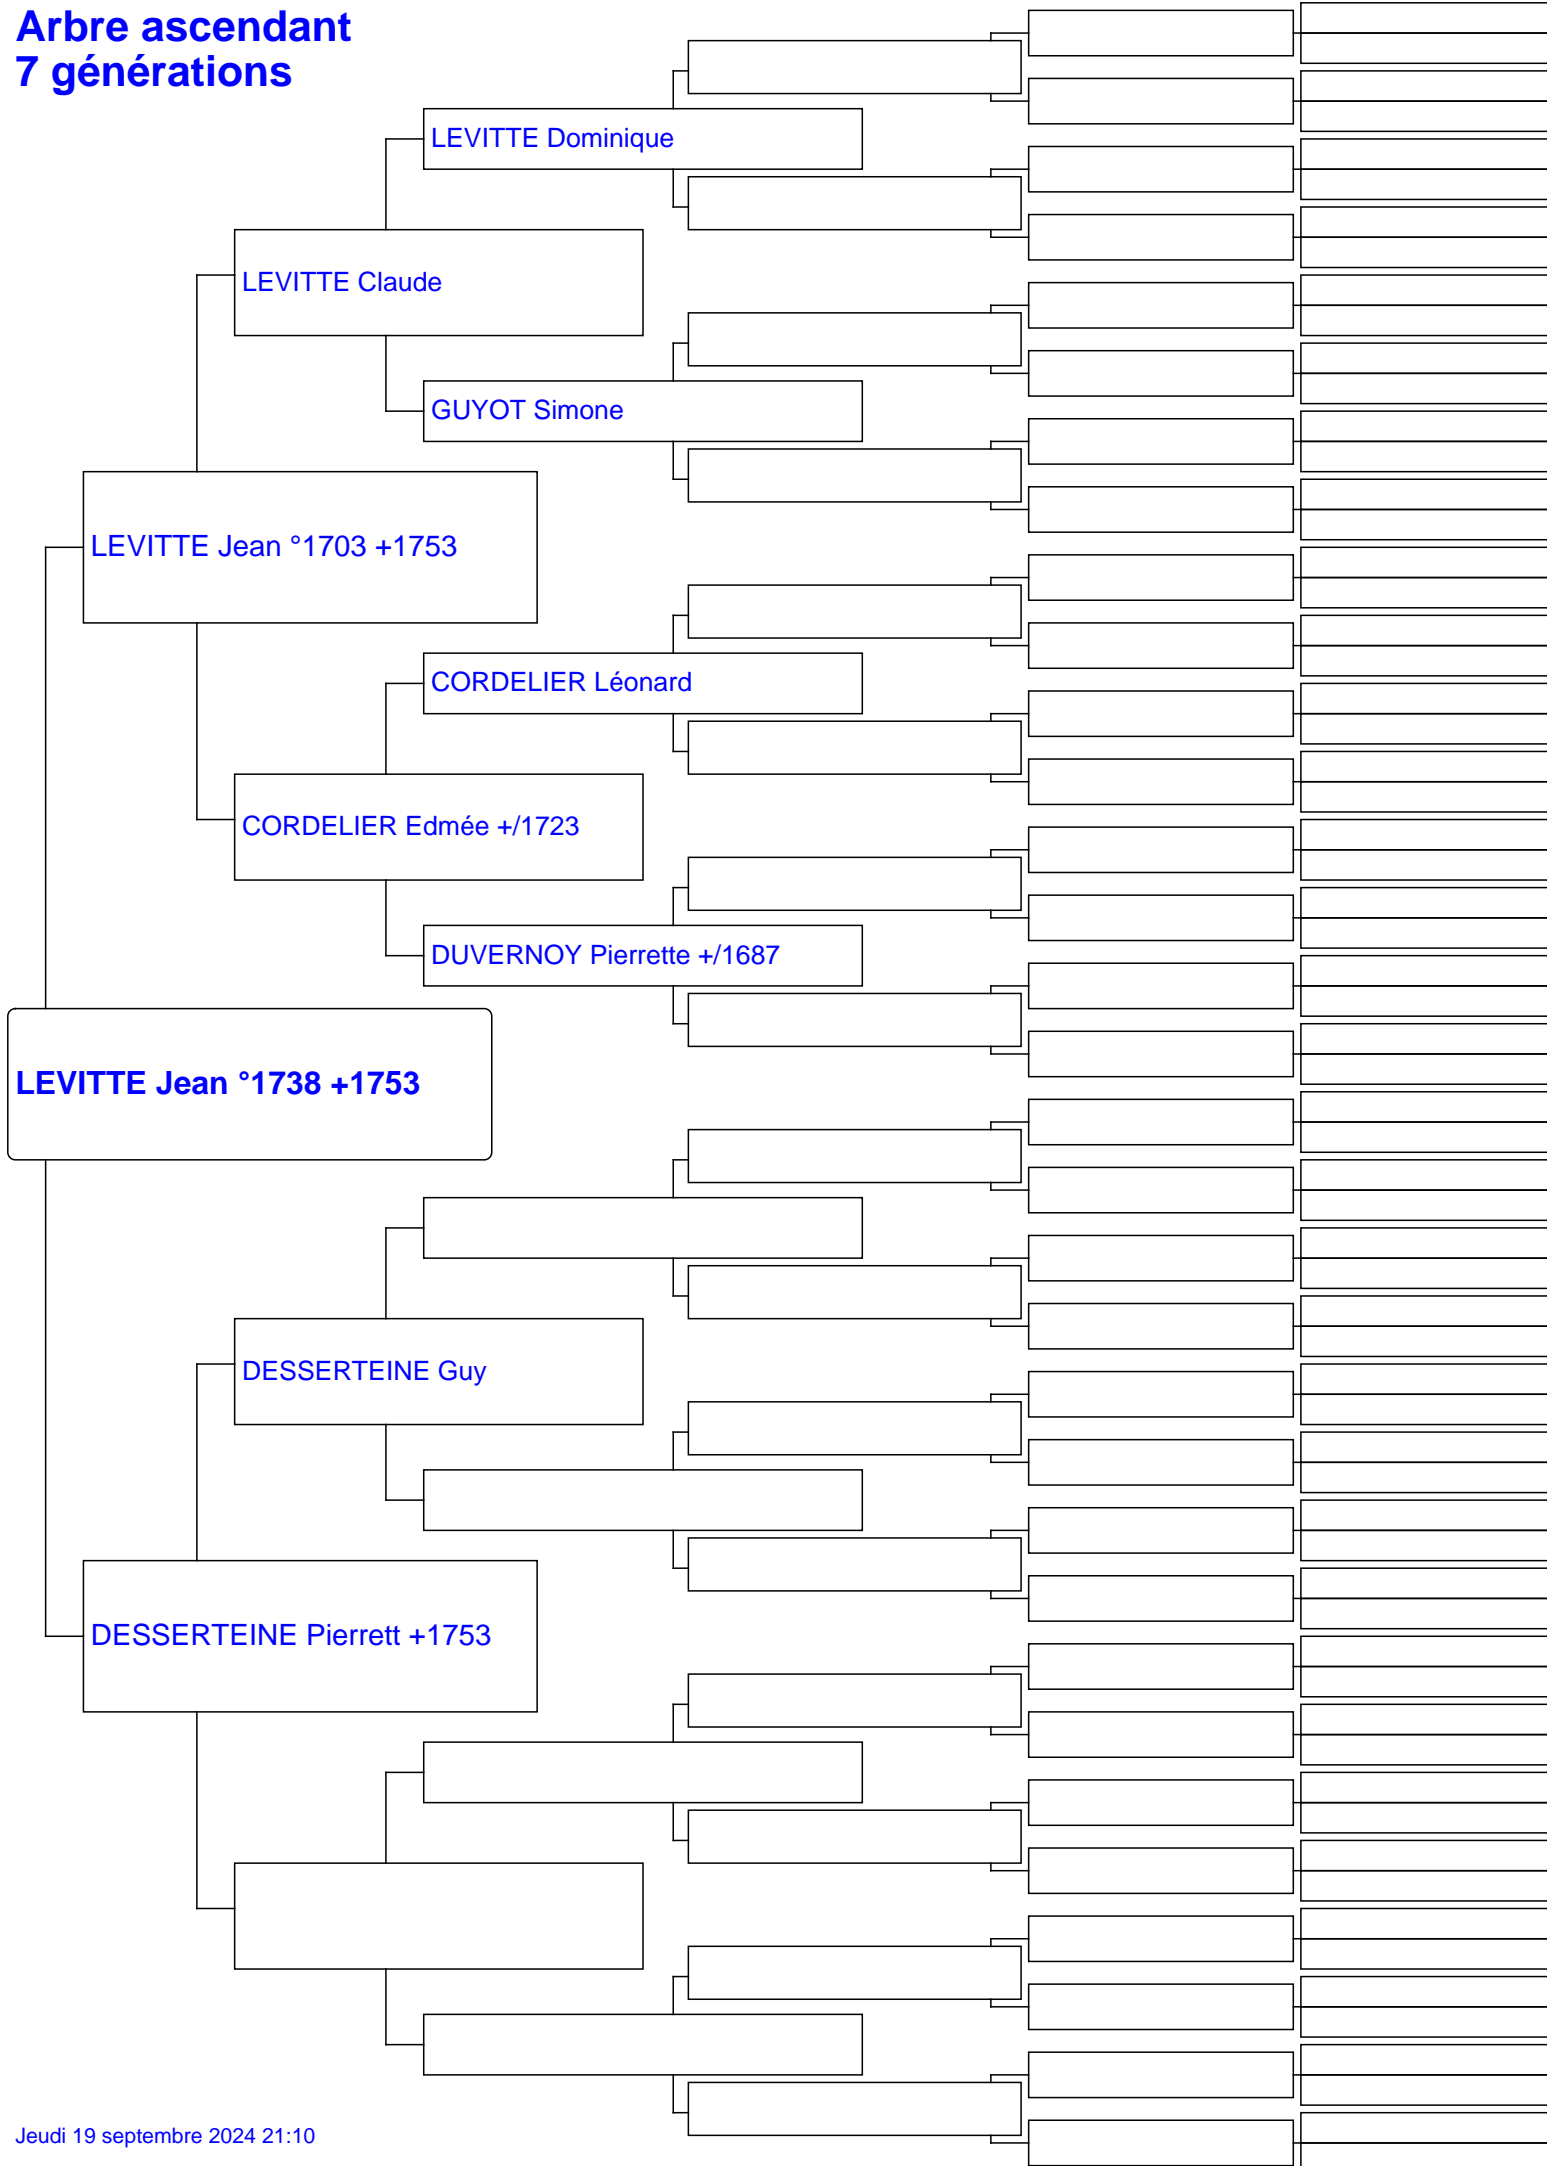 Arbre ascendant
7 générations
LEVITTE Dominique
LEVITTE Claude
GUYOT Simone
LEVITTE Jean °1703 +1753
CORDELIER Léonard
CORDELIER Edmée +/1723
DUVERNOY Pierrette +/1687
LEVITTE Jean °1738 +1753
DESSERTEINE Guy
DESSERTEINE Pierrett +1753
Jeudi 19 septembre 2024 21:10